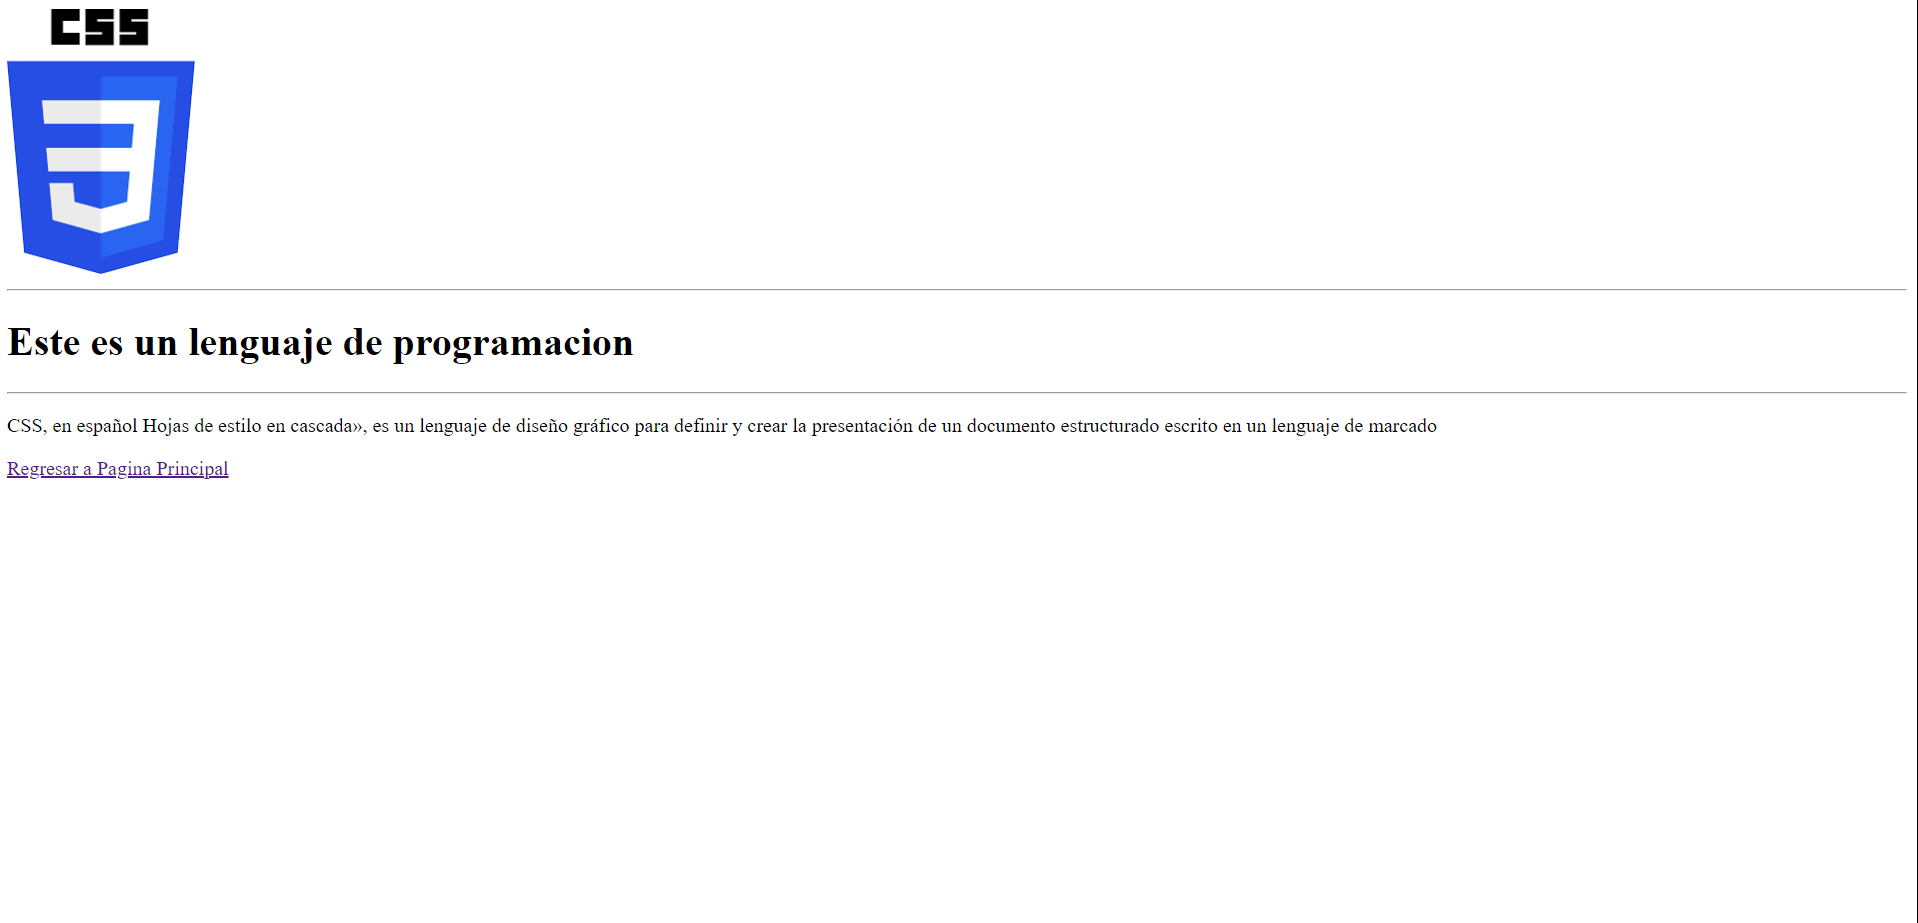 CSS
Este es un lenguaje de programacion
CSS, en español Hojas de estilo en cascada», es un lenguaje de diseño gráfico para definir y crear la presentación de un documento estructurado escrito en un lenguaje de marcado
Regresar a Pagina Principal